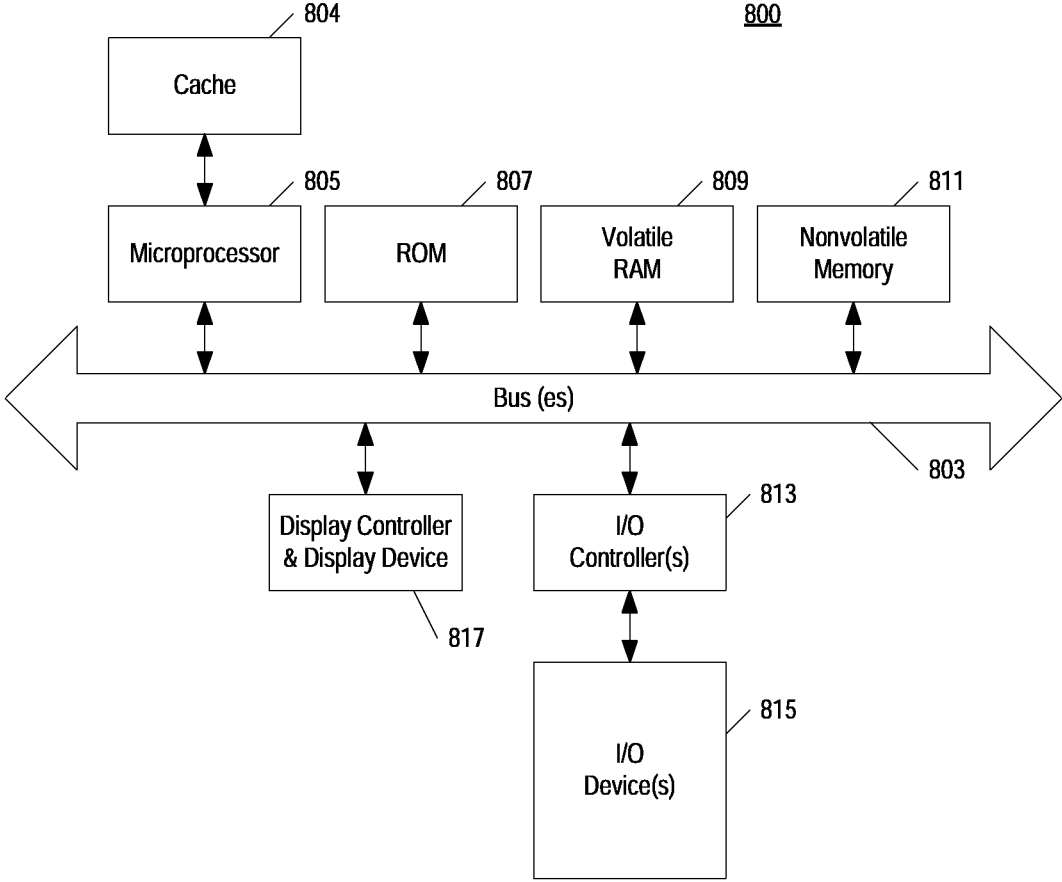 804
800
Cache
805
807
809
811
Microprocessor
ROM
Volatile
RAM
Nonvolatile
Memory
Bus (es)
803
813
Display Controller
& Display Device
I/O
Controller(s)
817
815
I/O
Device(s)